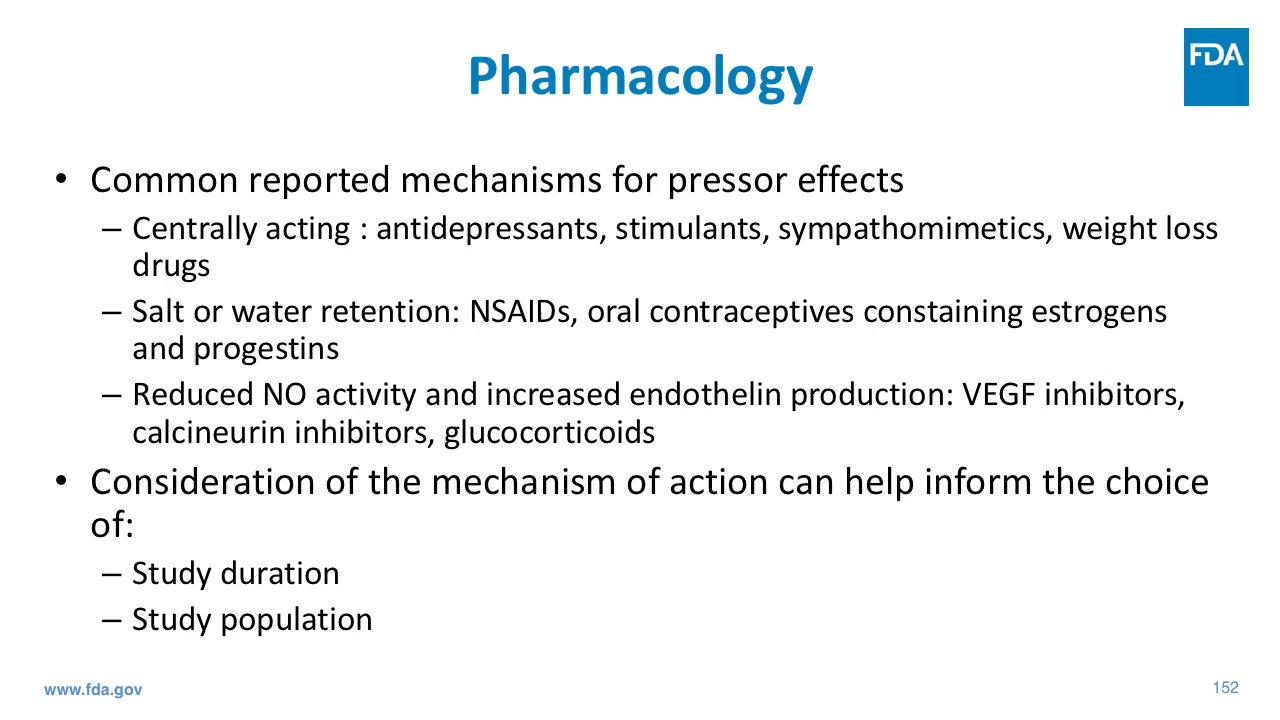 Pharmacology
FDA
• Common reported mechanisms for pressor effects
– Centrally acting : antidepressants, stimulants, sympathomimetics, weight loss
drugs
– Salt or water retention: NSAIDs, oral contraceptives constaining estrogens
and progestins
– Reduced NO activity and increased endothelin production: VEGF inhibitors,
calcineurin inhibitors, glucocorticoids
• Consideration of the mechanism of action can help inform the choice
of:
– Study duration
– Study population
www.fda.gov
152